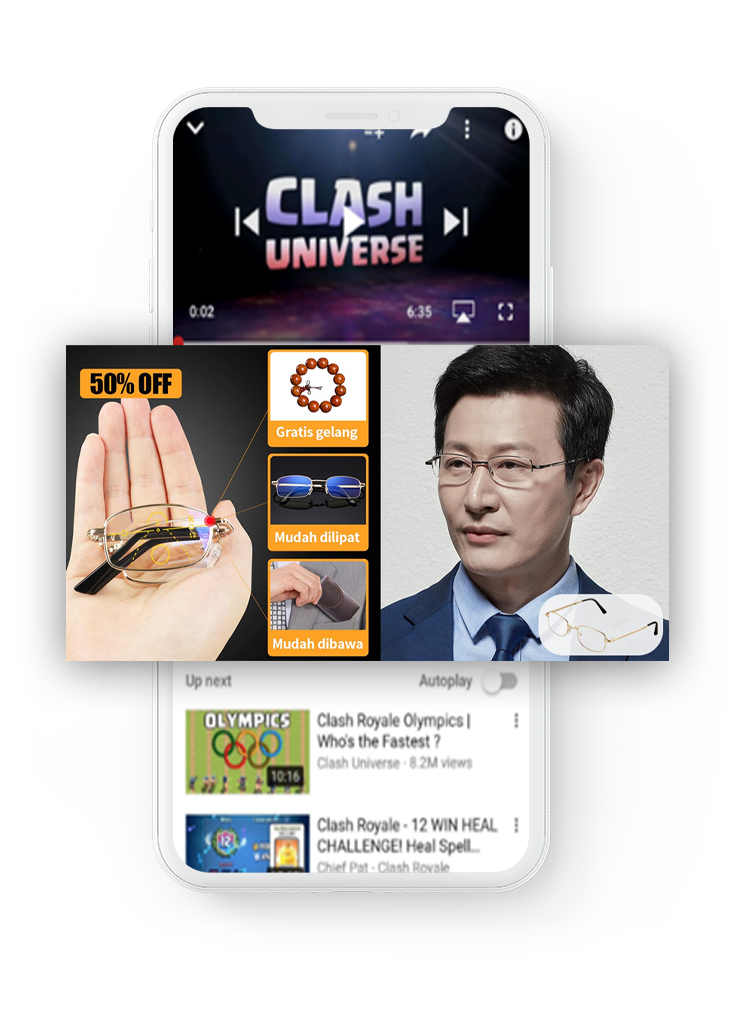 CLASH
UNIVERSE
0:02
6:35
50% OFF
Gratis gelang
Mudah dilipat
Mudah dibawa
Up next
Autoplay
OLYMPICS
10:16
Clash Royale Olympics |
Who's the Fastest ?
Clash Universe · 8.2M views
12
Clash Royale - 12 WIN HEAL
CHALLENGE! Heal Spell...
Chief Pat - Clash Royale